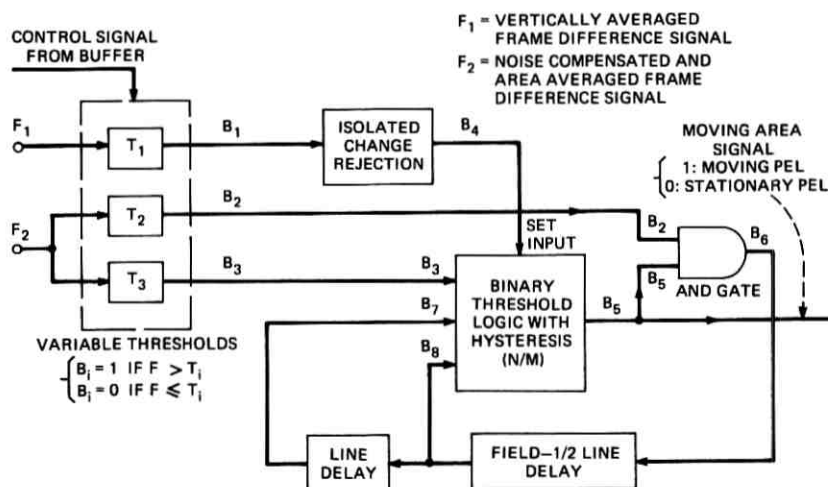 F1 = VERTICALLY AVERAGED
FRAME DIFFERENCE SIGNAL
F2 = NOISE COMPENSATED AND
AREA AVERAGED FRAME
DIFFERENCE SIGNAL
CONTROL SIGNAL
FROM BUFFER
F1
T1
B1
ISOLATED
CHANGE
REJECTION
B4
MOVING AREA
SIGNAL
1: MOVING PEL
0: STATIONARY PEL
F2
T2
B2
SET
INPUT
B2
B6
T3
B3
B3
B5
AND GATE
B7
BINARY
THRESHOLD
LOGIC WITH
HYSTERESIS
(N/M)
B5
B8
VARIABLE THRESHOLDS
Bi = 1 IF F > Ti
Bi = 0 IF F ⩽ Ti
LINE
DELAY
FIELD–1/2 LINE
DELAY